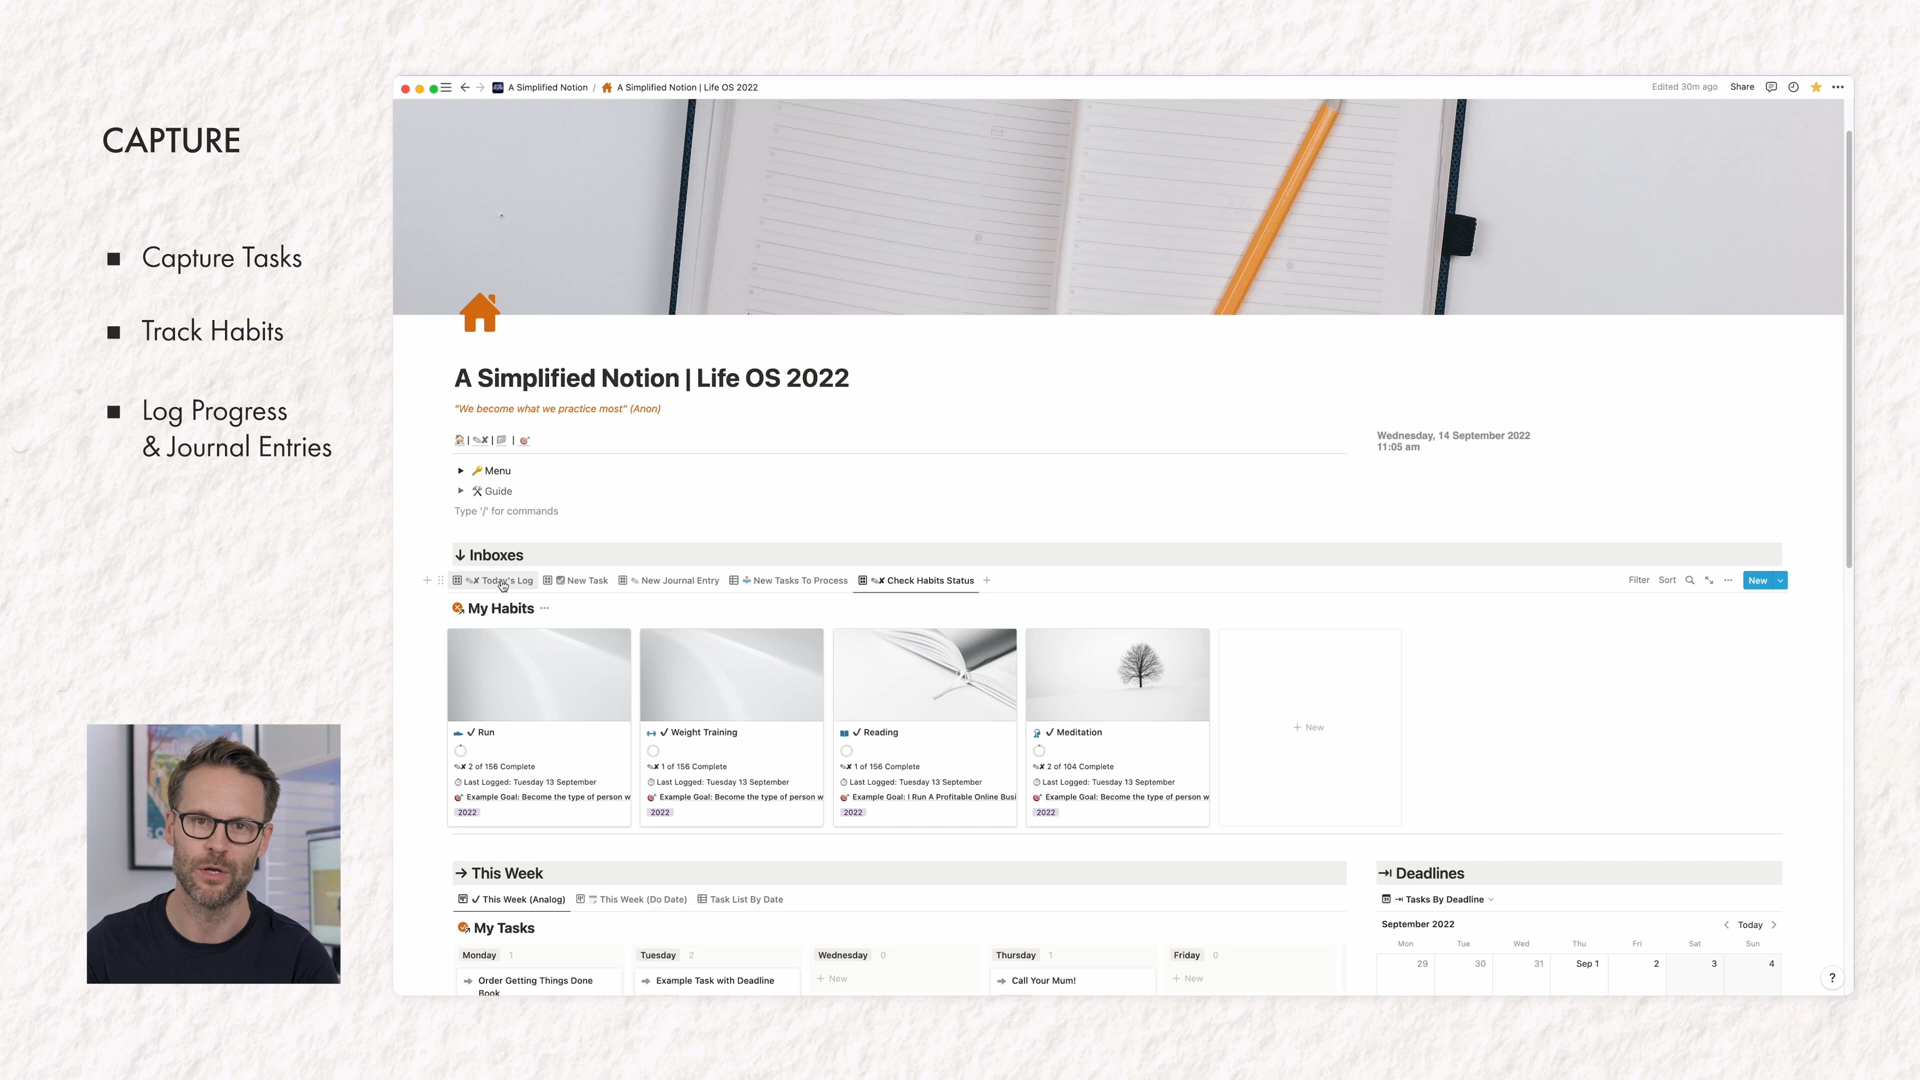 CAPTURE
Capture Tasks
Track Habits
Log Progress
& Journal Entries
A Simplified Notion / A Simplified Notion | Life OS 2022
Edited 30m ago Share
A Simplified Notion | Life OS 2022
"We become what we practice most" (Anon)
Wednesday, 14 September 2022
11:05 am
Menu
Guide
Type '/' for commands
↓ Inboxes
Today's Log New Task New Journal Entry New Tasks To Process Check Habits Status
Filter Sort New
My Habits
✓ Run
2 of 156 Complete
Last Logged: Tuesday 13 September
Example Goal: Become the type of person w
2022
✓ Weight Training
1 of 156 Complete
Last Logged: Tuesday 13 September
Example Goal: Become the type of person w
2022
✓ Reading
1 of 156 Complete
Last Logged: Tuesday 13 September
Example Goal: I Run A Profitable Online Busi
2022
✓ Meditation
2 of 104 Complete
Last Logged: Tuesday 13 September
Example Goal: Become the type of person w
2022
+ New
→ This Week
✓ This Week (Analog) This Week (Do Date) Task List By Date
My Tasks
Monday 1
Order Getting Things Done
Book
Tuesday 2
Example Task with Deadline
Wednesday 0
+ New
Thursday 1
Call Your Mum!
Friday 0
+ New
Deadlines
Tasks By Deadline
September 2022 Today
Mon Tue Wed Thu Fri Sat Sun
29 30 31 Sep 1 2 3 4
?